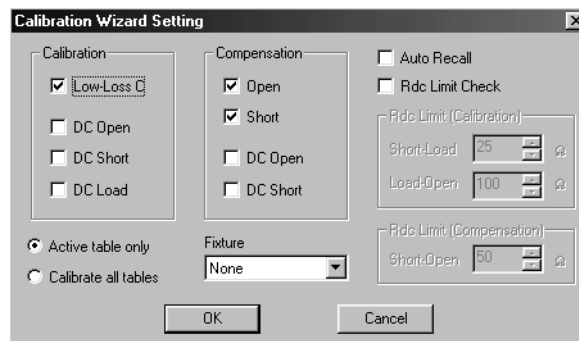 Calibration Wizard Setting
Calibration
Low-Loss C
DC Open
DC Short
DC Load
Compensation
Open
Short
DC Open
DC Short
Auto Recall
Rdc Limit Check
Rdc Limit (Calibration)
Short-Load 25 Ω
Load-Open 100 Ω
Rdc Limit (Compensation)
Short-Open 50 Ω
Active table only
Calibrate all tables
Fixture
None
OK
Cancel